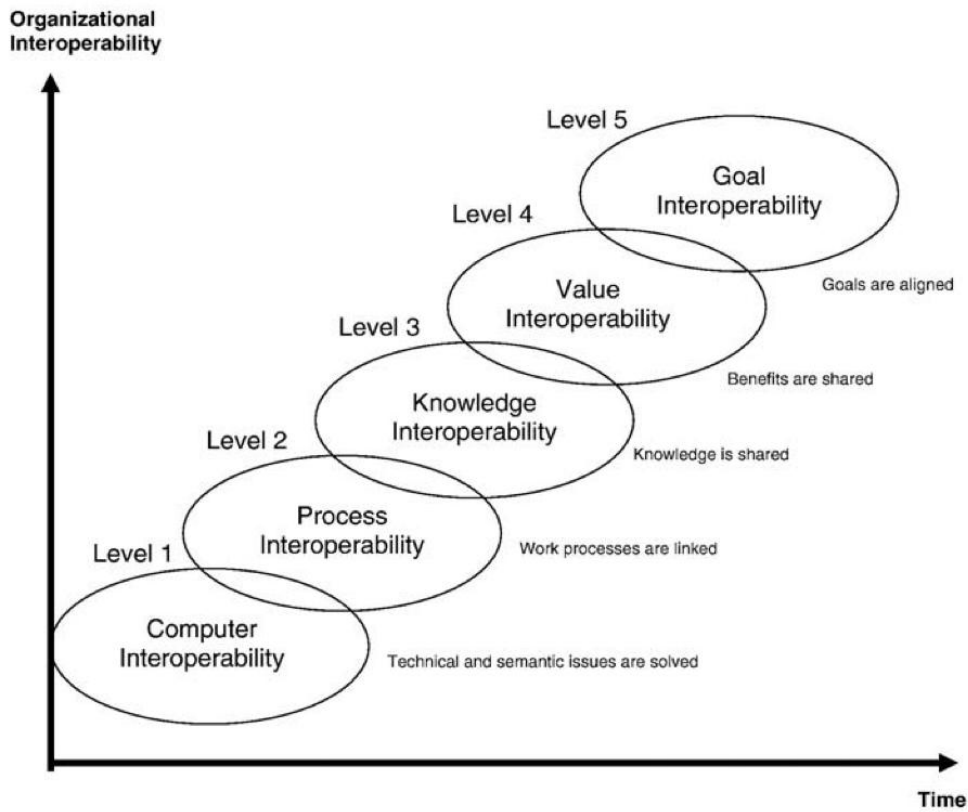 Organizational
Interoperability
Level 5
Goal
Interoperability
Goals are aligned
Level 4
Value
Interoperability
Benefits are shared
Level 3
Knowledge
Interoperability
Knowledge is shared
Level 2
Process
Interoperability
Work processes are linked
Level 1
Computer
Interoperability
Technical and semantic issues are solved
Time